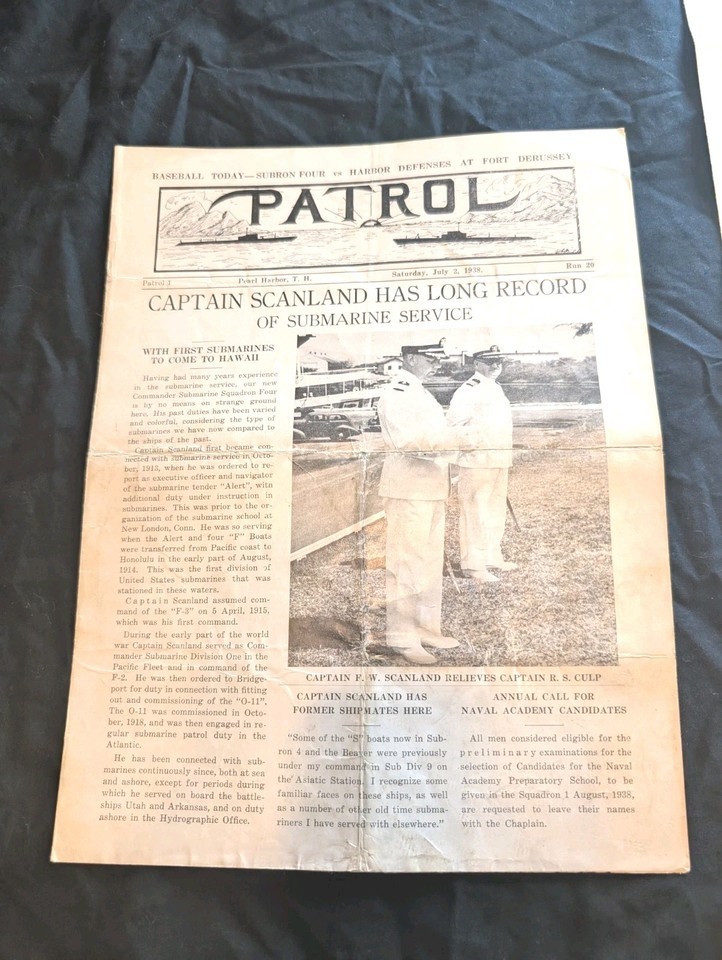 BASEBALL TODAY—SUBRON FOUR vs HARBOR DEFENSES AT FORT DERUSSEY
PATROL
Patrol 1 Pearl Harbor, T. H. Saturday, July 2, 1938. Run 20
CAPTAIN SCANLAND HAS LONG RECORD
OF SUBMARINE SERVICE
WITH FIRST SUBMARINES
TO COME TO HAWAII
Having had many years experience
in the submarine service, our new
Commander Submarine Squadron Four
is by no means on strange ground
here. His past duties have been varied
and colorful, considering the type of
submarines we have now compared to
the ships of the past.
Captain Scanland first became con-
nected with submarine service in Octo-
ber, 1913, when he was ordered to re-
port as executive officer and navigator
of the submarine tender "Alert", with
additional duty under instruction in
submarines. This was prior to the or-
ganization of the submarine school at
New London, Conn. He was so serving
when the Alert and four "F" Boats
were transferred from Pacific coast to
Honolulu in the early part of August,
1914. This was the first division of
United States submarines that was
stationed in these waters.
Captain Scanland assumed com-
mand of the "F-3" on 5 April, 1915,
which was his first command.
During the early part of the world
war Captain Scanland served as Com-
mander Submarine Division One in the
Pacific Fleet and in command of the
F-2. He was then ordered to Bridge-
port for duty in connection with fitting
out and commissioning of the "O-11".
The O-11 was commissioned in Octo-
ber, 1918, and was then engaged in re-
gular submarine patrol duty in the
Atlantic.
He has been connected with sub-
marines continuously since, both at sea
and ashore, except for periods during
which he served on board the battle-
ships Utah and Arkansas, and on duty
ashore in the Hydrographic Office.
CAPTAIN F. W. SCANLAND RELIEVES CAPTAIN R. S. CULP
CAPTAIN SCANLAND HAS
FORMER SHIPMATES HERE
"Some of the "S" boats now in Sub-
ron 4 and the Beaver were previously
under my command in Sub Div 9 on
the Asiatic Station. I recognize some
familiar faces on these ships, as well
as a number of other old time subma-
riners I have served with elsewhere."
ANNUAL CALL FOR
NAVAL ACADEMY CANDIDATES
All men considered eligible for the
preliminary examinations for the
selection of Candidates for the Naval
Academy Preparatory School, to be
given in the Squadron 1 August, 1938,
are requested to leave their names
with the Chaplain.